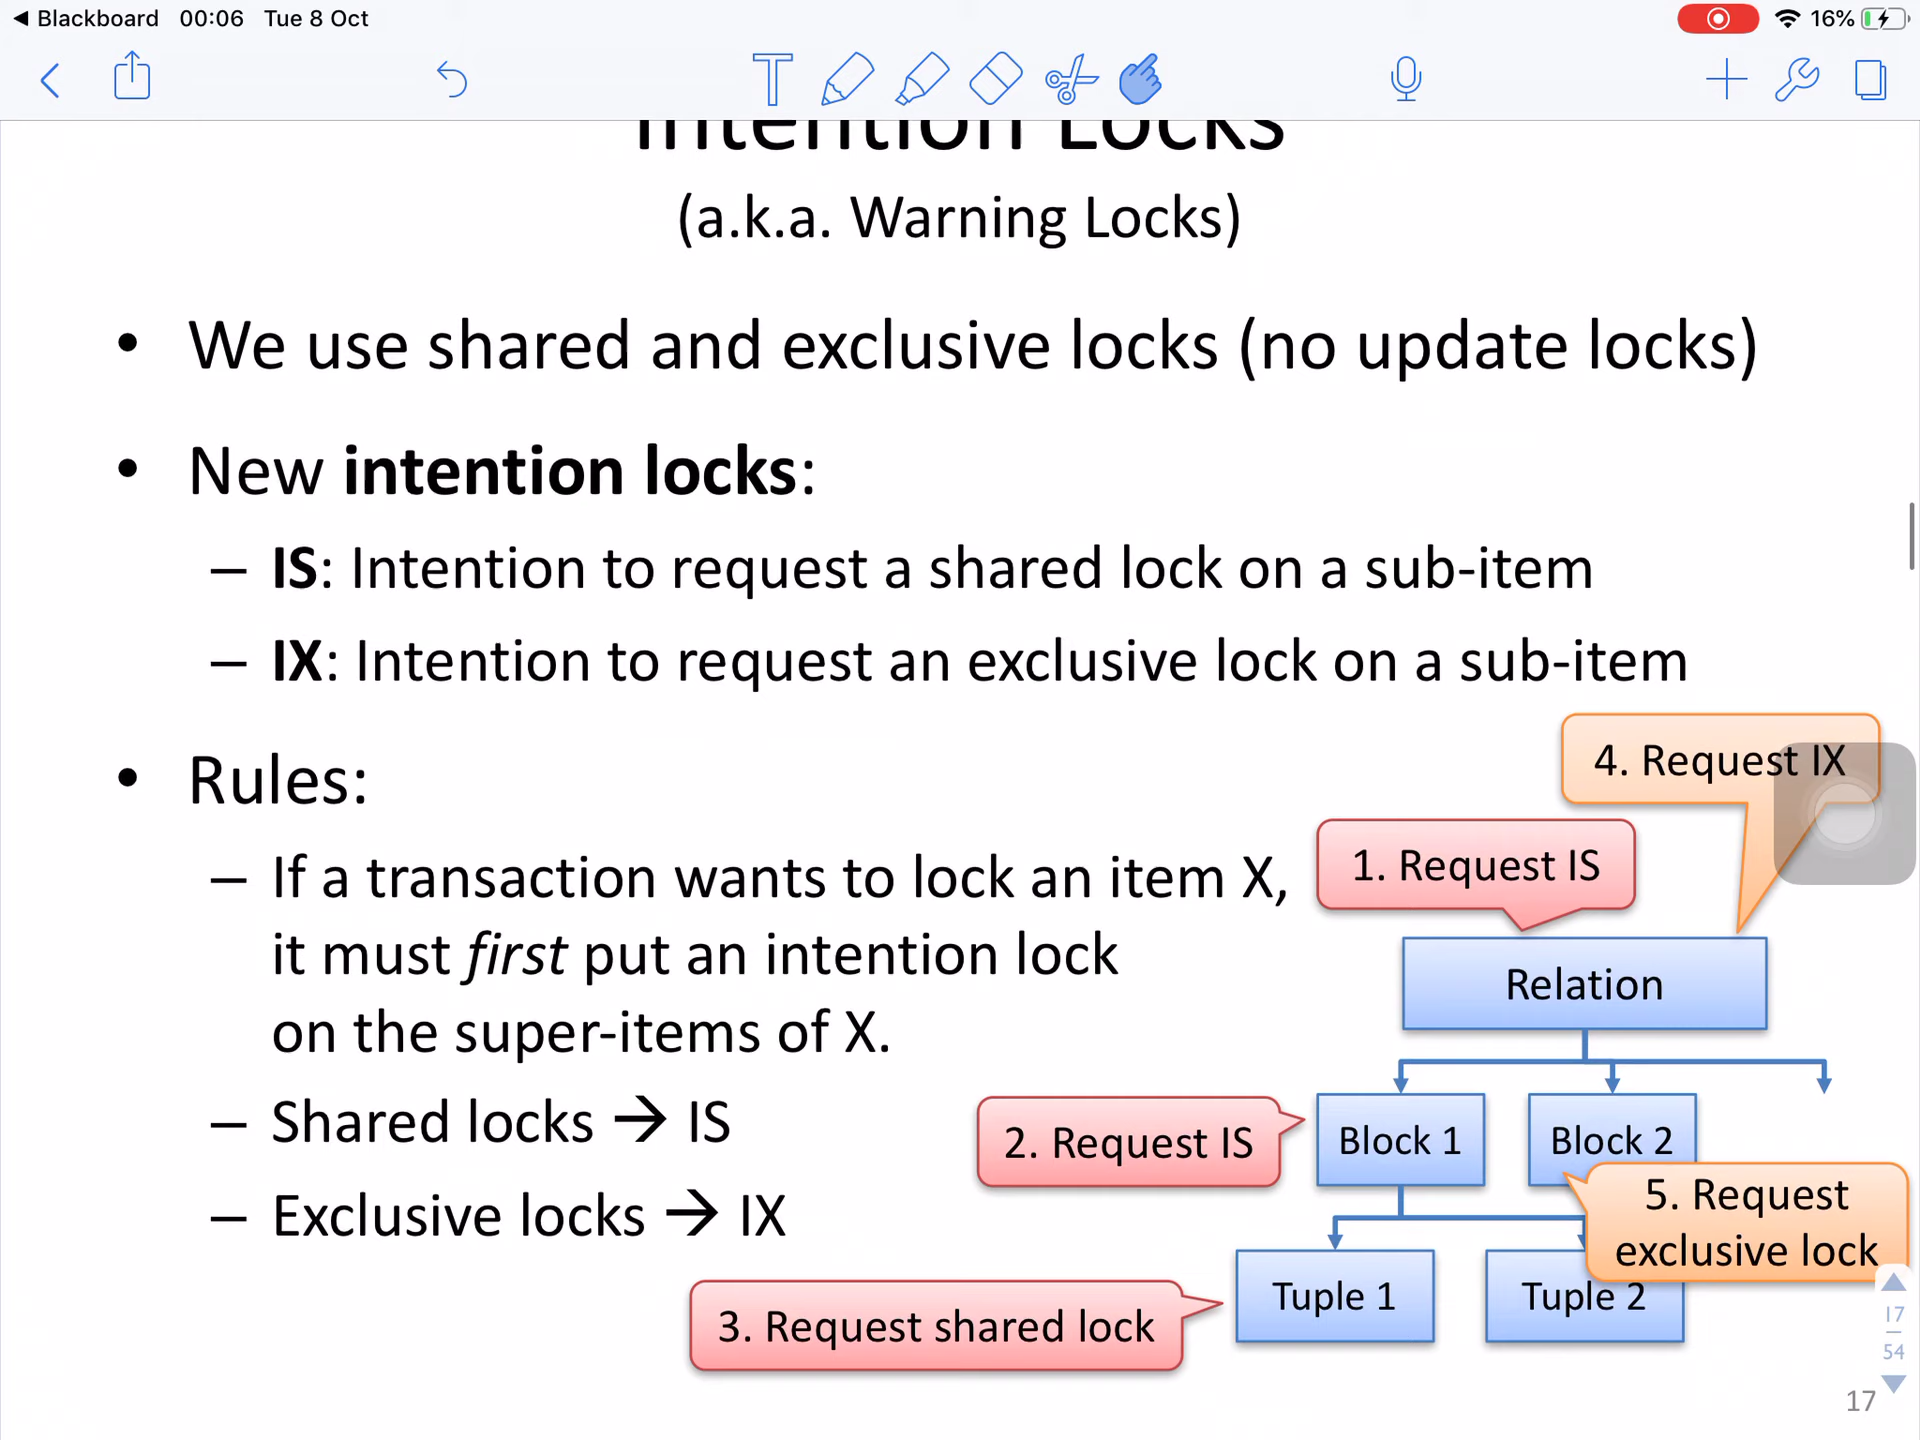 ◀ Blackboard 00:06 Tue 8 Oct 16%
T
Intention Locks
(a.k.a. Warning Locks)
• We use shared and exclusive locks (no update locks)
• New intention locks:
– IS: Intention to request a shared lock on a sub-item
– IX: Intention to request an exclusive lock on a sub-item
• Rules:
– If a transaction wants to lock an item X,
it must first put an intention lock
on the super-items of X.
– Shared locks → IS
– Exclusive locks → IX
4. Request IX
1. Request IS
Relation
2. Request IS
Block 1
Block 2
5. Request
exclusive lock
3. Request shared lock
Tuple 1
Tuple 2
17
54
17